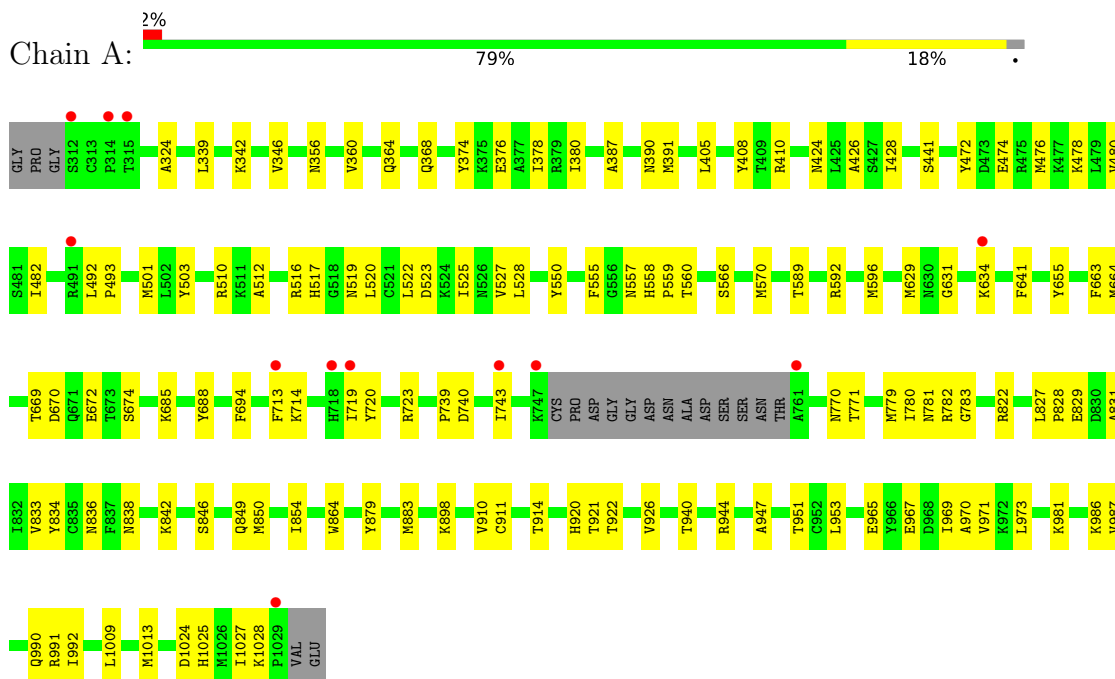 2%
Chain A:
79% 18% •
GLY PRO GLY S312 C313 P314 T315 A324 L339 K342 V346 N356 V360 Q364 Q368 Y374 K375 E376 A377 I378 R379 I380 A387 N390 M391 L405 Y408 T409 R410 N424 L425 A426 S427 I428 S441 Y472 D473 E474 R475 M476 K477 K478 L479 V480
S481 I482 R491 L492 P493 M501 L502 Y503 R510 K511 A512 R516 H517 G518 N519 L520 C521 L522 D523 K524 I525 N526 V527 L528 Y550 F555 G556 N557 H558 P559 T560 S566 M570 T589 R592 M596 M629 N630 G631 K634 F641 Y655 F663 M664
T669 D670 Q671 E672 T673 S674 K685 Y688 F694 F713 K714 H718 I719 Y720 R723 P739 D740 I743 K747 CYS PRO ASP GLY GLY ASP ASN ALA ASP SER SER ASN THR A761 N770 T771 M779 I780 N781 R782 G783 R822 L827 P828 E829 D830 A831
I832 V833 Y834 C835 N836 F837 N838 K842 S846 Q849 M850 I854 W864 Y879 M883 K898 V910 C911 T914 H920 T921 T922 V926 T940 R944 A947 T951 C952 L953 E965 Y966 E967 D968 I969 A970 V971 K972 L973 K981 K986
Q990 R991 I992 L1009 M1013 D1024 H1025 M1026 I1027 K1028 P1029 VAL GLU